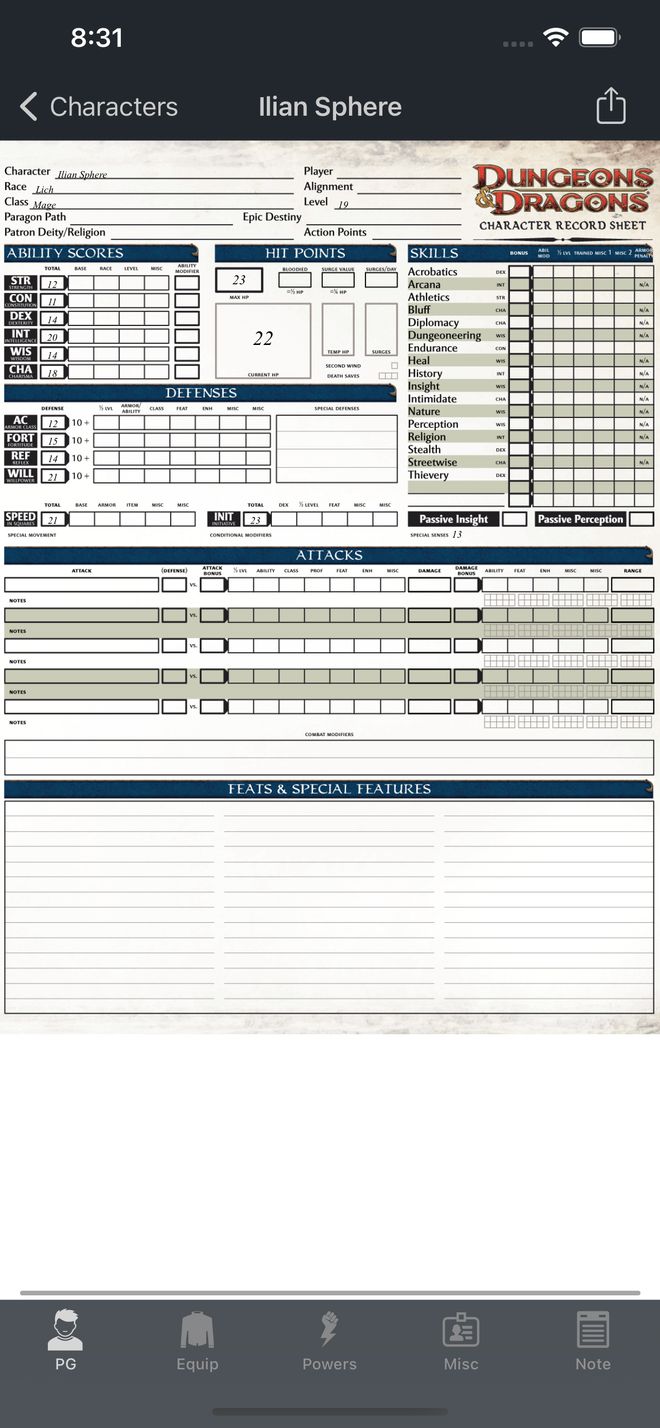 8:31
Characters
Ilian Sphere
Character Ilian Sphere
Player
Race Lich
Alignment
Class Mage
Level 19
Paragon Path
Epic Destiny
Patron Deity/Religion
Action Points
DUNGEONS & DRAGONS
CHARACTER RECORD SHEET
ABILITY SCORES
TOTAL BASE RACE LEVEL MISC ABILITY MODIFIER
STR STRENGTH 12
CON CONSTITUTION 11
DEX DEXTERITY 14
INT INTELLIGENCE 20
WIS WISDOM 14
CHA CHARISMA 18
HIT POINTS
23
MAX HP
BLOODIED SURGE VALUE SURGES/DAY
=½ HP =¼ HP
22
CURRENT HP
TEMP HP SURGES
SECOND WIND
DEATH SAVES
SKILLS BONUS ABIL MOD ½ LVL TRAINED MISC 1 MISC 2 ARMOR PENALTY
Acrobatics DEX
Arcana INT N/A
Athletics STR
Bluff CHA N/A
Diplomacy CHA N/A
Dungeoneering WIS N/A
Endurance CON
Heal WIS N/A
History INT N/A
Insight WIS N/A
Intimidate CHA N/A
Nature WIS N/A
Perception WIS N/A
Religion INT N/A
Stealth DEX
Streetwise CHA N/A
Thievery DEX
Passive Insight
Passive Perception
SPECIAL SENSES 13
DEFENSES
DEFENSE ½ LVL ARMOR/ABILITY CLASS FEAT ENH MISC MISC SPECIAL DEFENSES
AC ARMOR CLASS 12 10 +
FORT FORTITUDE 15 10 +
REF REFLEX 14 10 +
WILL WILLPOWER 21 10 +
TOTAL BASE ARMOR ITEM MISC MISC
SPEED IN SQUARES 21
SPECIAL MOVEMENT
TOTAL DEX ½ LEVEL FEAT MISC MISC
INIT INITIATIVE 23
CONDITIONAL MODIFIERS
ATTACKS
ATTACK (DEFENSE) ATTACK BONUS ½ LVL ABILITY CLASS PROF FEAT ENH MISC DAMAGE DAMAGE BONUS ABILITY FEAT ENH MISC MISC RANGE
VS.
NOTES
VS.
NOTES
VS.
NOTES
VS.
NOTES
VS.
NOTES
COMBAT MODIFIERS
FEATS & SPECIAL FEATURES
PG
Equip
Powers
Misc
Note